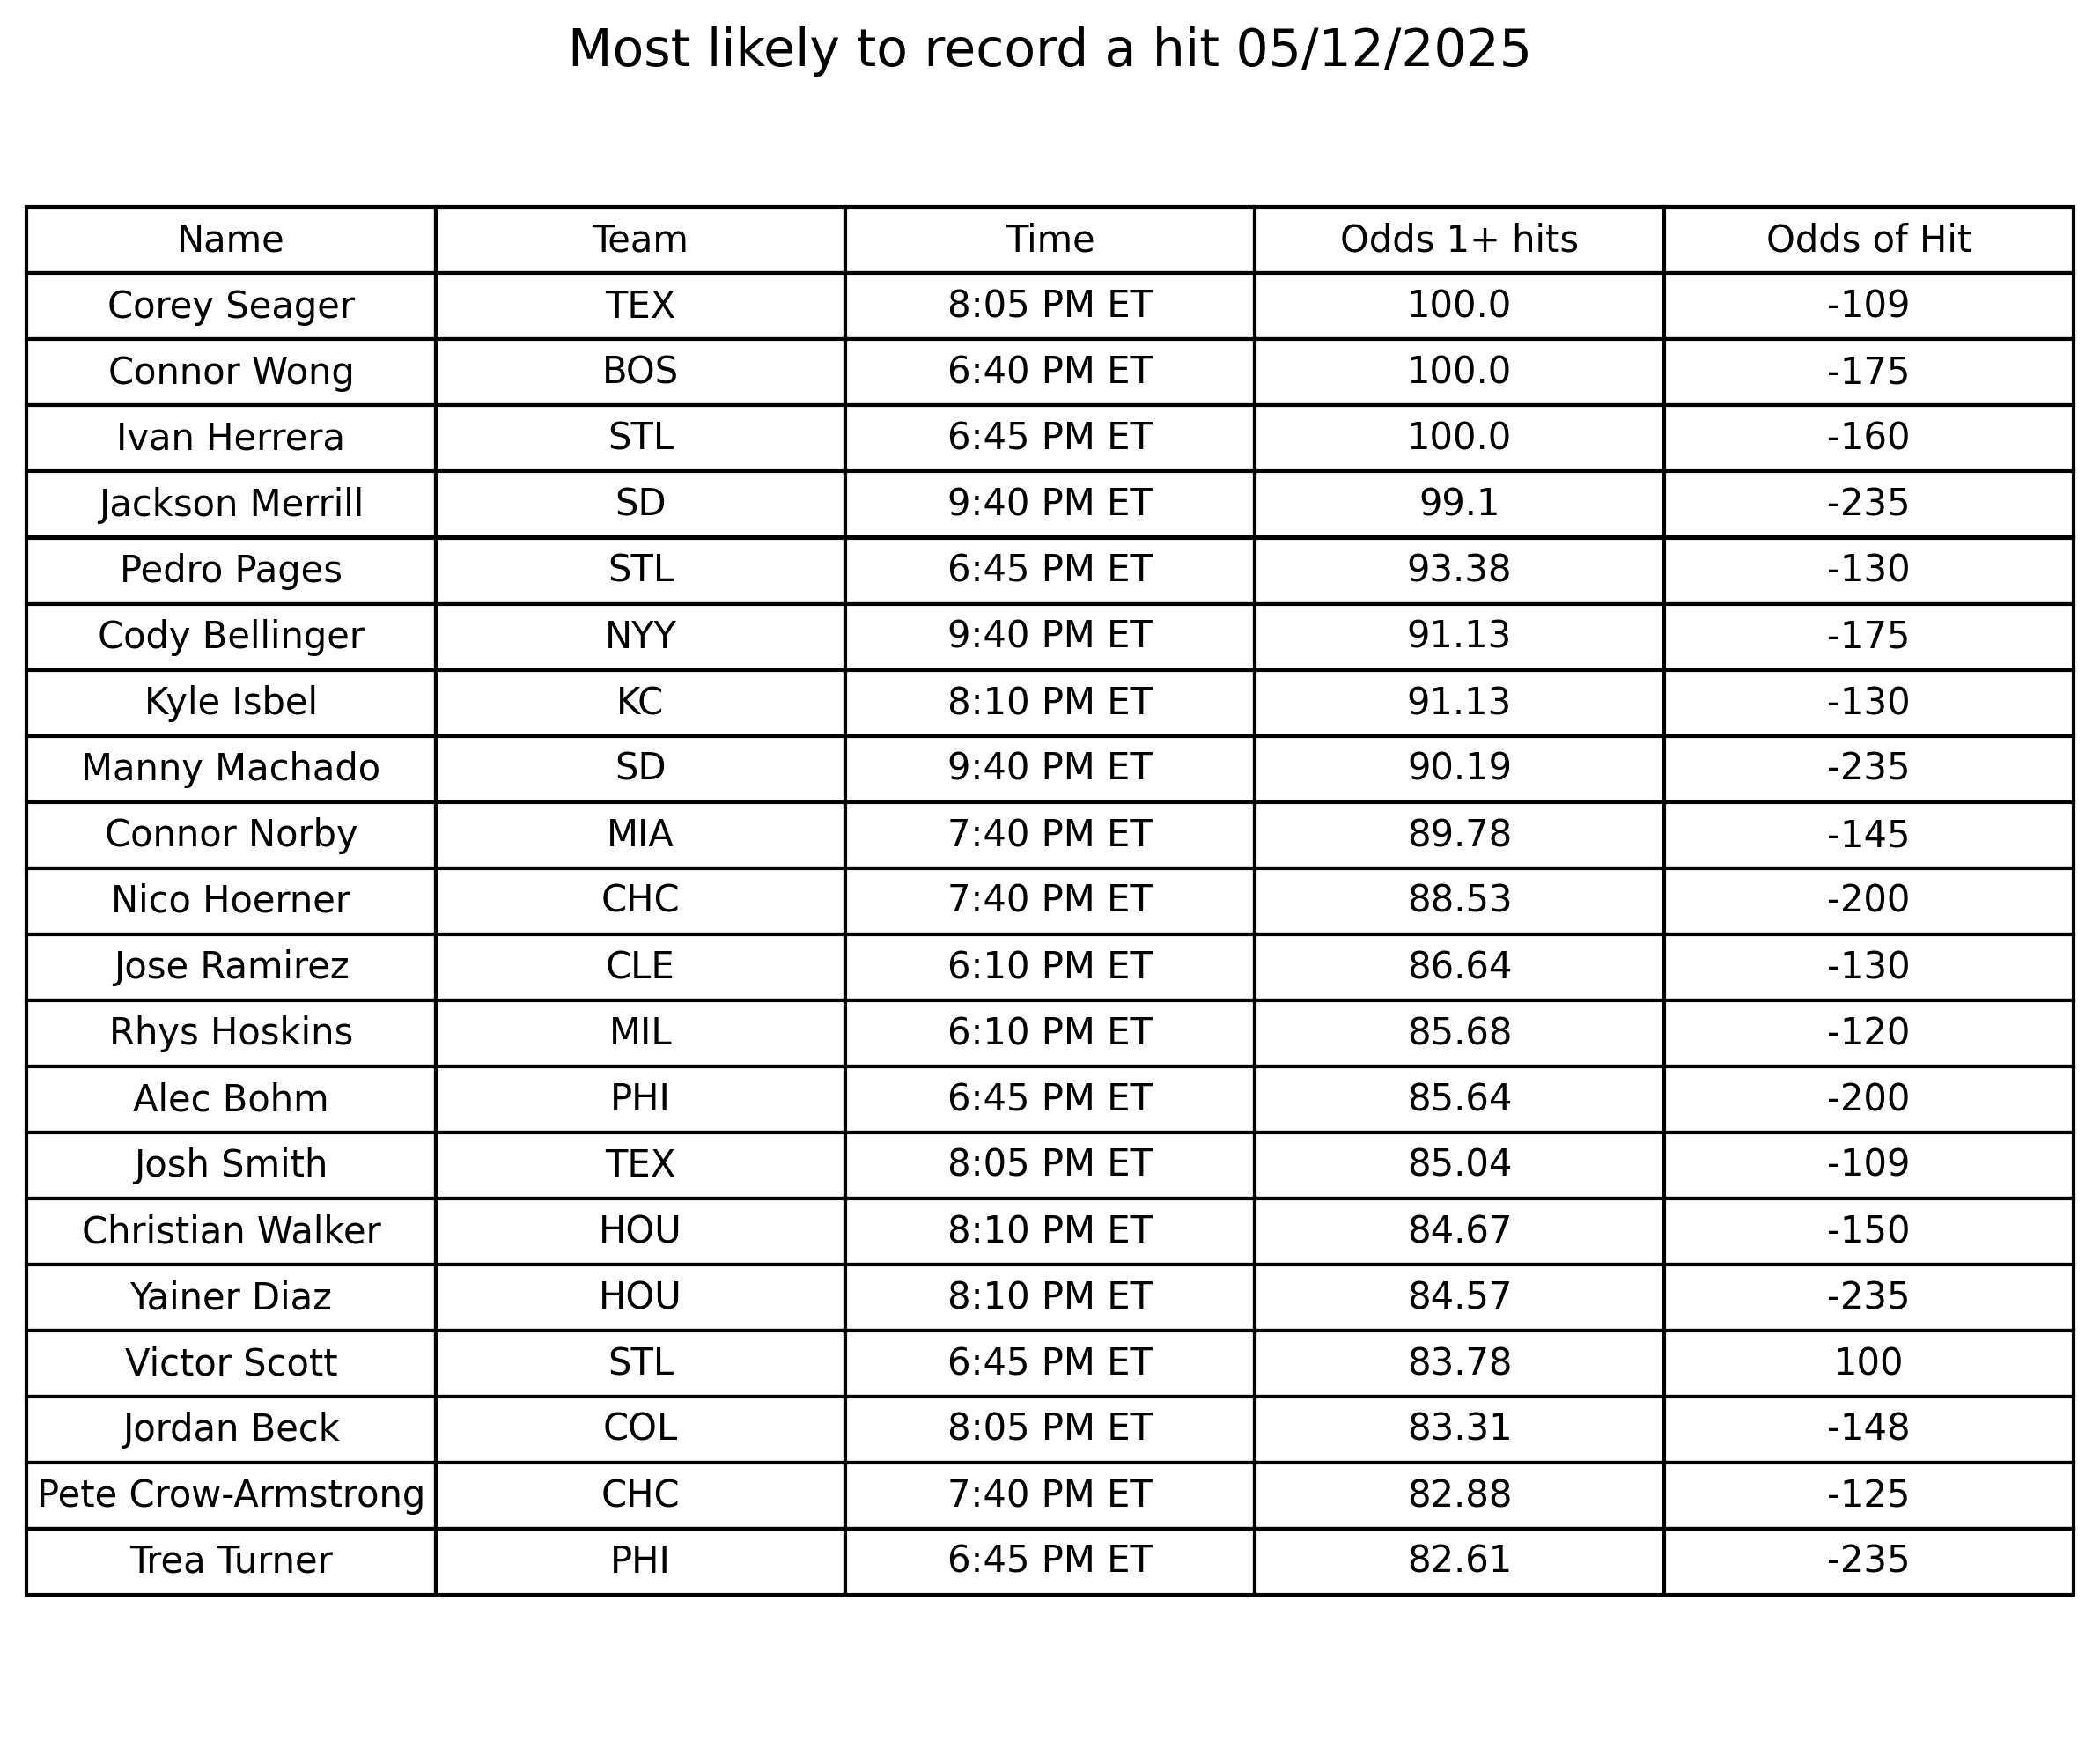 Most likely to record a hit 05/12/2025
Name Team Time Odds 1+ hits Odds of Hit
Corey Seager TEX 8:05 PM ET 100.0 -109
Connor Wong BOS 6:40 PM ET 100.0 -175
Ivan Herrera STL 6:45 PM ET 100.0 -160
Jackson Merrill SD 9:40 PM ET 99.1 -235
Pedro Pages STL 6:45 PM ET 93.38 -130
Cody Bellinger NYY 9:40 PM ET 91.13 -175
Kyle Isbel KC 8:10 PM ET 91.13 -130
Manny Machado SD 9:40 PM ET 90.19 -235
Connor Norby MIA 7:40 PM ET 89.78 -145
Nico Hoerner CHC 7:40 PM ET 88.53 -200
Jose Ramirez CLE 6:10 PM ET 86.64 -130
Rhys Hoskins MIL 6:10 PM ET 85.68 -120
Alec Bohm PHI 6:45 PM ET 85.64 -200
Josh Smith TEX 8:05 PM ET 85.04 -109
Christian Walker HOU 8:10 PM ET 84.67 -150
Yainer Diaz HOU 8:10 PM ET 84.57 -235
Victor Scott STL 6:45 PM ET 83.78 100
Jordan Beck COL 8:05 PM ET 83.31 -148
Pete Crow-Armstrong CHC 7:40 PM ET 82.88 -125
Trea Turner PHI 6:45 PM ET 82.61 -235